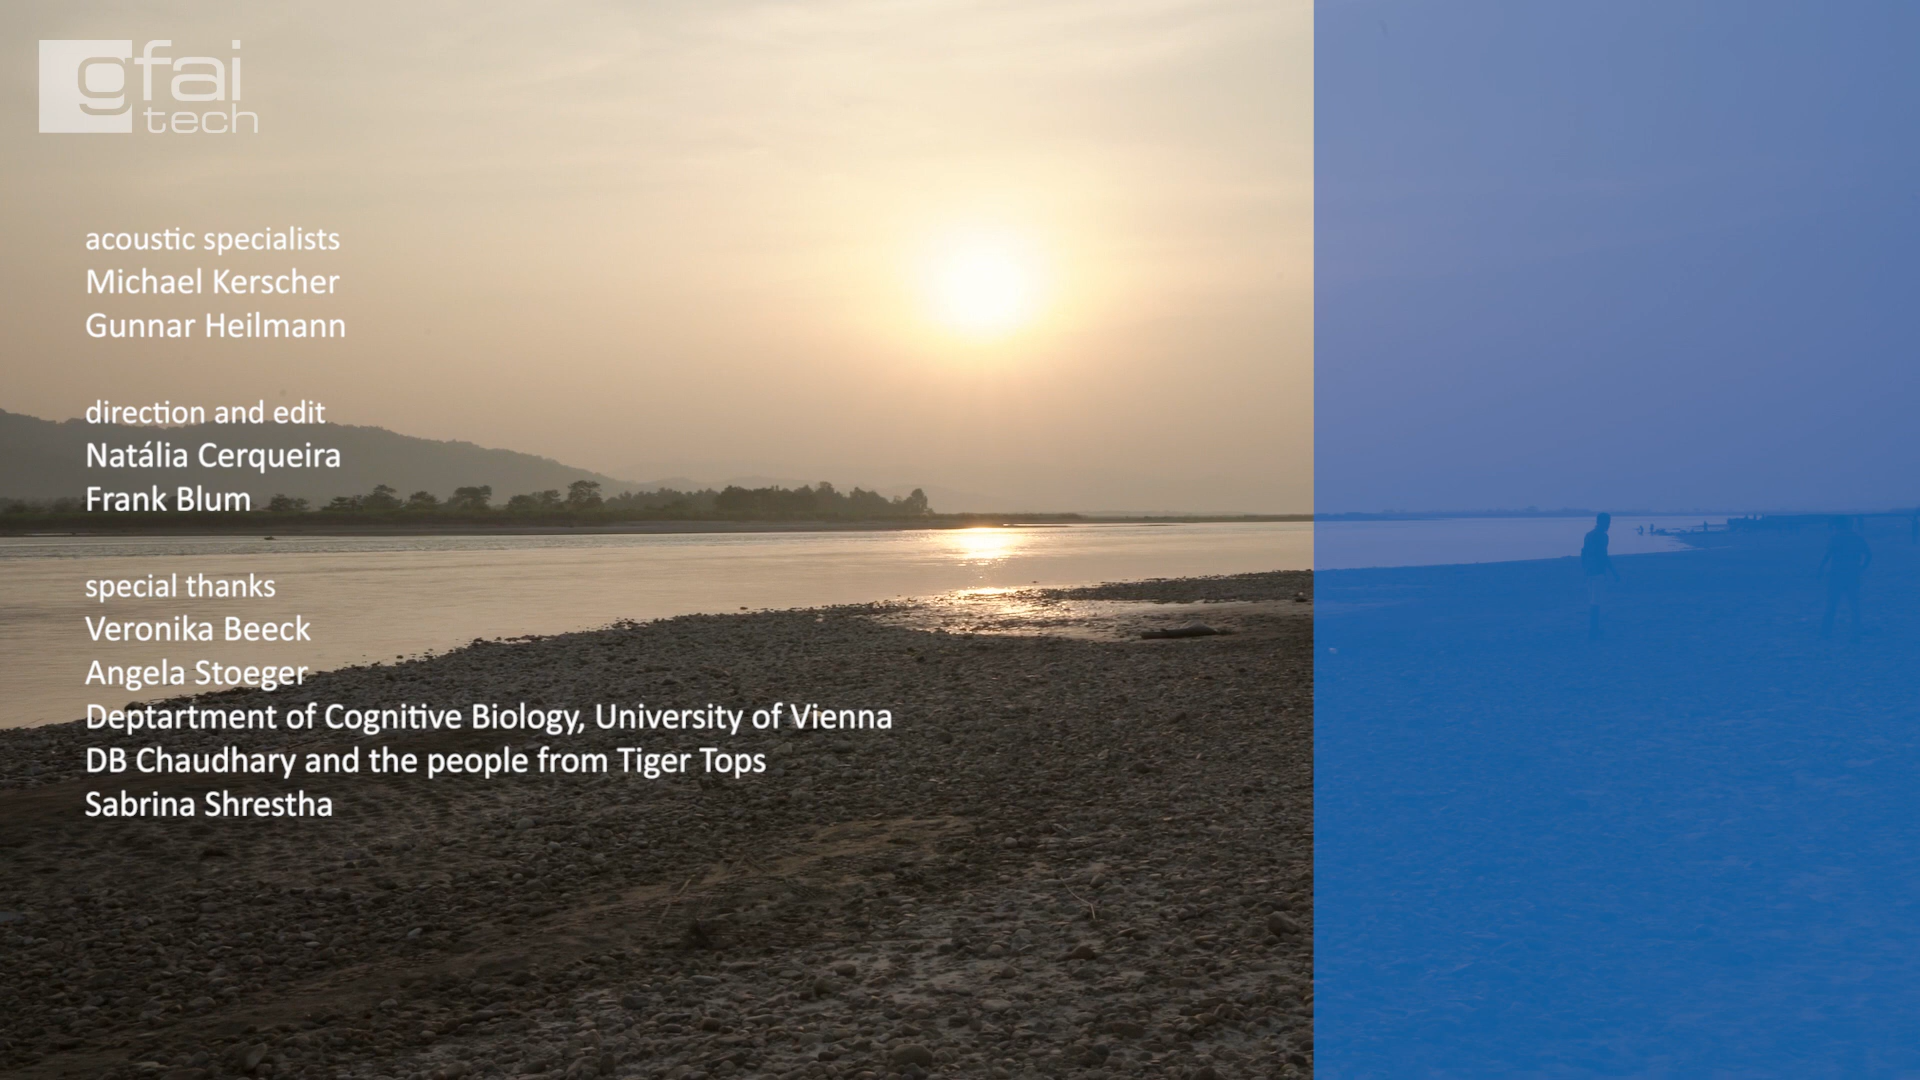 gfai
tech
acoustic specialists
Michael Kerscher
Gunnar Heilmann
direction and edit
Natália Cerqueira
Frank Blum
special thanks
Veronika Beeck
Angela Stoeger
Deptartment of Cognitive Biology, University of Vienna
DB Chaudhary and the people from Tiger Tops
Sabrina Shrestha